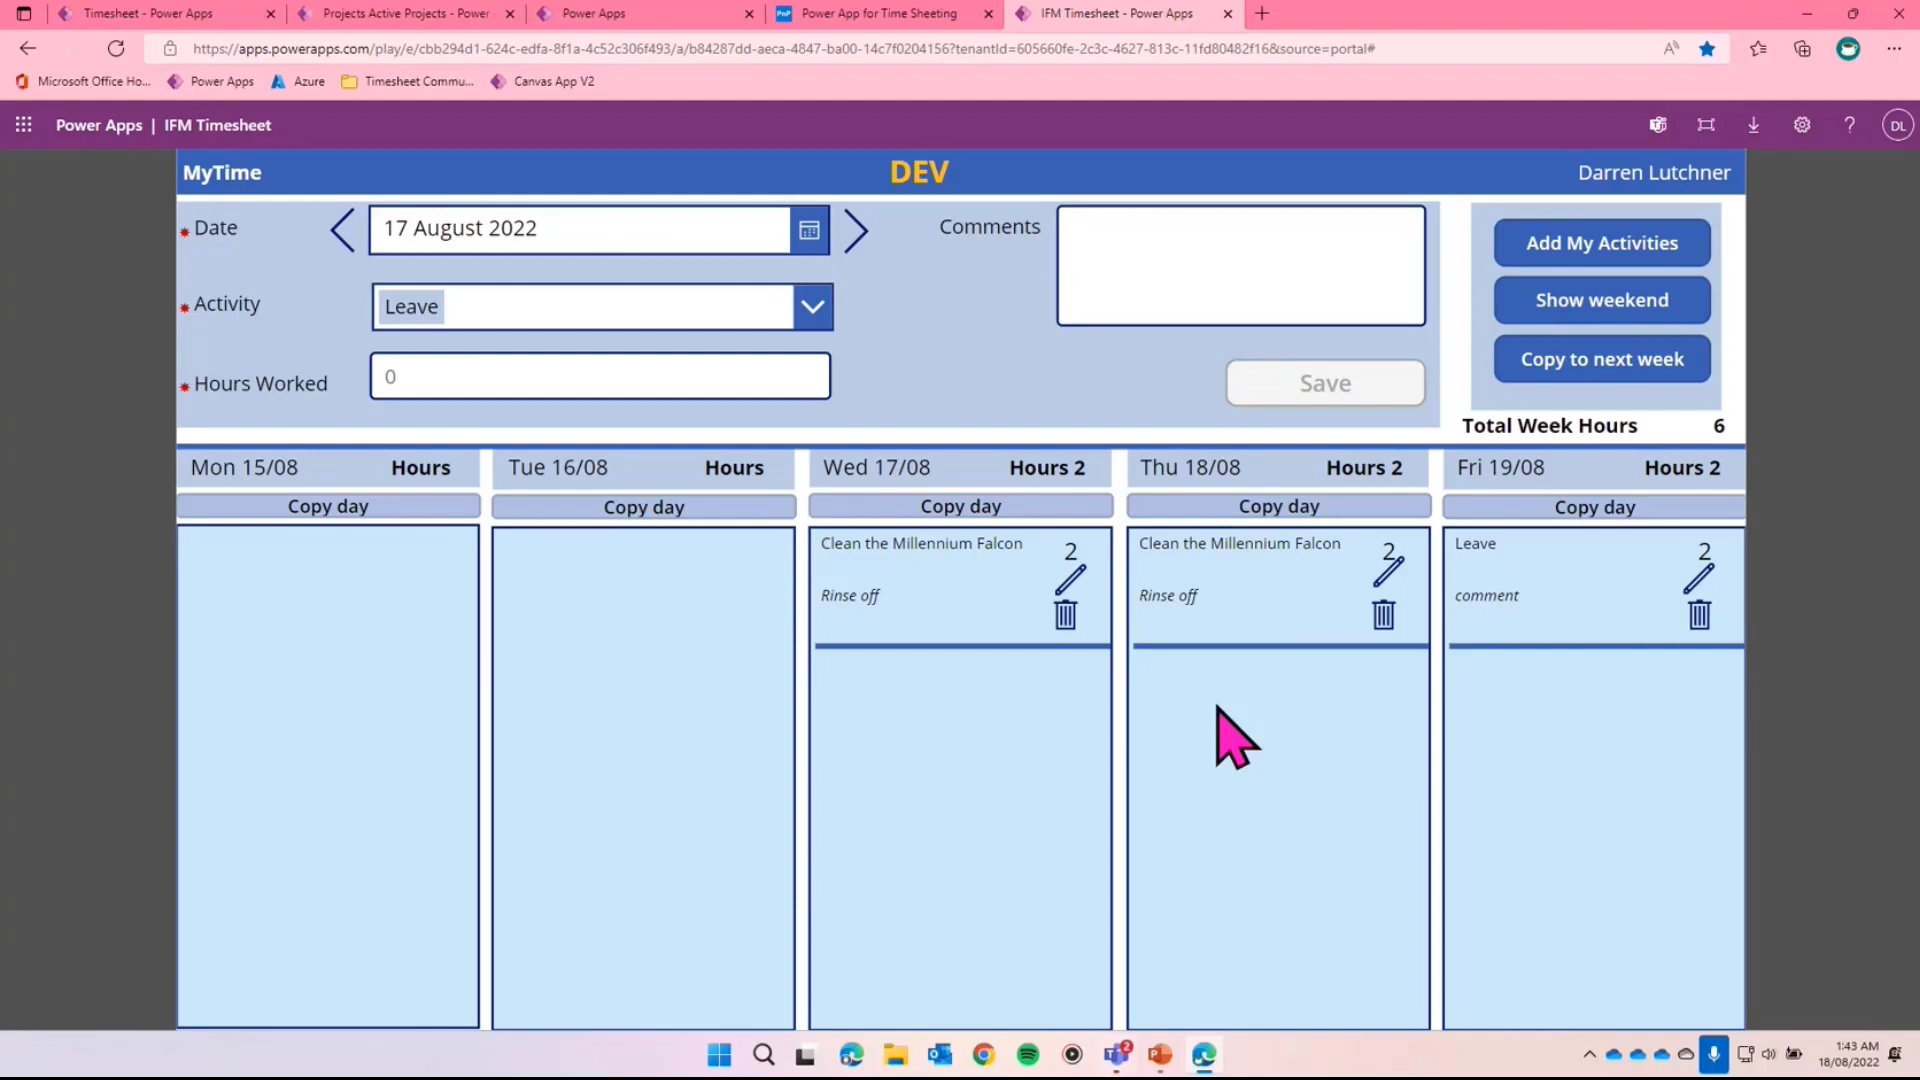 Timesheet - Power Apps
Projects Active Projects - Power
Power Apps
PnP Power App for Time Sheeting
IFM Timesheet - Power Apps
https://apps.powerapps.com/play/e/cbb294d1-624c-edfa-8f1a-4c52c306f493/a/b84287dd-aeca-4847-ba00-14c7f0204156?tenantId=605660fe-2c3c-4627-813c-11fd80482f16&source=portal#
Microsoft Office Ho...
Power Apps
Azure
Timesheet Commu...
Canvas App V2
Power Apps | IFM Timesheet
DL
MyTime
DEV
Darren Lutchner
Date
17 August 2022
Comments
Add My Activities
Activity
Leave
Show weekend
Hours Worked
0
Save
Copy to next week
Total Week Hours 6
Mon 15/08 Hours
Tue 16/08 Hours
Wed 17/08 Hours 2
Thu 18/08 Hours 2
Fri 19/08 Hours 2
Copy day
Copy day
Copy day
Copy day
Copy day
Clean the Millennium Falcon 2
Rinse off
Clean the Millennium Falcon 2
Rinse off
Leave 2
comment
2
1:43 AM
18/08/2022